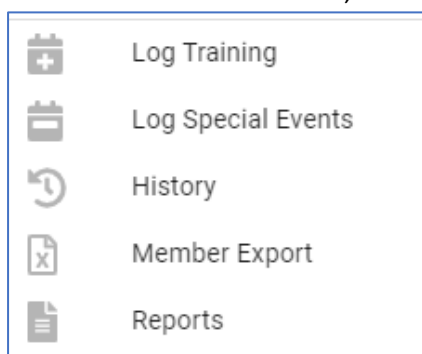 Log Training
Log Special Events
History
Member Export
Reports